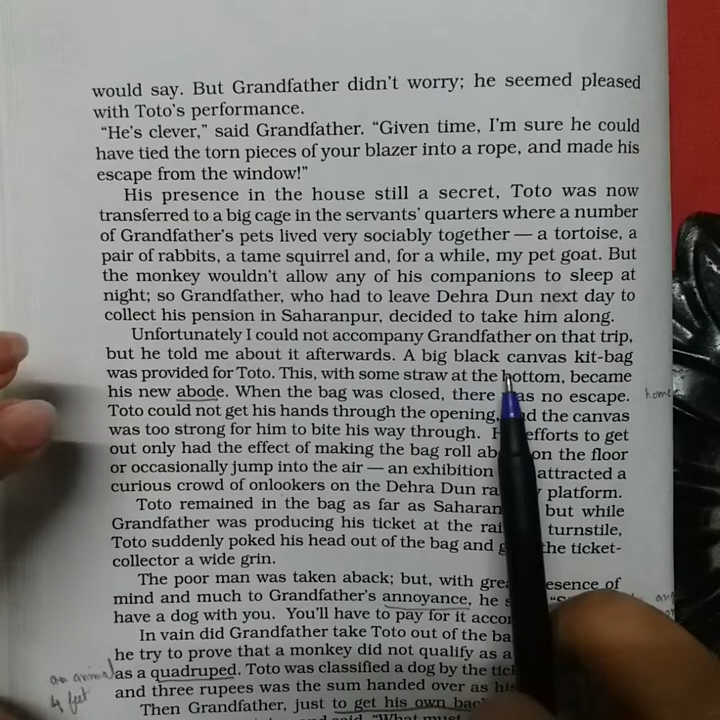 would say. But Grandfather didn't worry; he seemed pleased
with Toto's performance.
"He's clever," said Grandfather. "Given time, I'm sure he could
have tied the torn pieces of your blazer into a rope, and made his
escape from the window!"
His presence in the house still a secret, Toto was now
transferred to a big cage in the servants' quarters where a number
of Grandfather's pets lived very sociably together — a tortoise, a
pair of rabbits, a tame squirrel and, for a while, my pet goat. But
the monkey wouldn't allow any of his companions to sleep at
night; so Grandfather, who had to leave Dehra Dun next day to
collect his pension in Saharanpur, decided to take him along.
Unfortunately I could not accompany Grandfather on that trip,
but he told me about it afterwards. A big black canvas kit-bag
was provided for Toto. This, with some straw at the bottom, became
his new abode. When the bag was closed, there was no escape.
home
Toto could not get his hands through the opening, and the canvas
was too strong for him to bite his way through. efforts to get
out only had the effect of making the bag roll on the floor
or occasionally jump into the air — an exhibition attracted a
curious crowd of onlookers on the Dehra Dun platform.
Toto remained in the bag as far as but while
Grandfather was producing his ticket at the turnstile,
Toto suddenly poked his head out of the bag and the ticket-
collector a wide grin.
The poor man was taken aback; but, with presence of
mind and much to Grandfather's annoyance, he
have a dog with you. You'll have to pay for it
In vain did Grandfather take Toto out of the
he try to prove that a monkey did not qualify as a
an animal
as a quadruped. Toto was classified a dog by the
4 feet
and three rupees was the sum handed over as
Then Grandfather, just to get his own
said, "What must